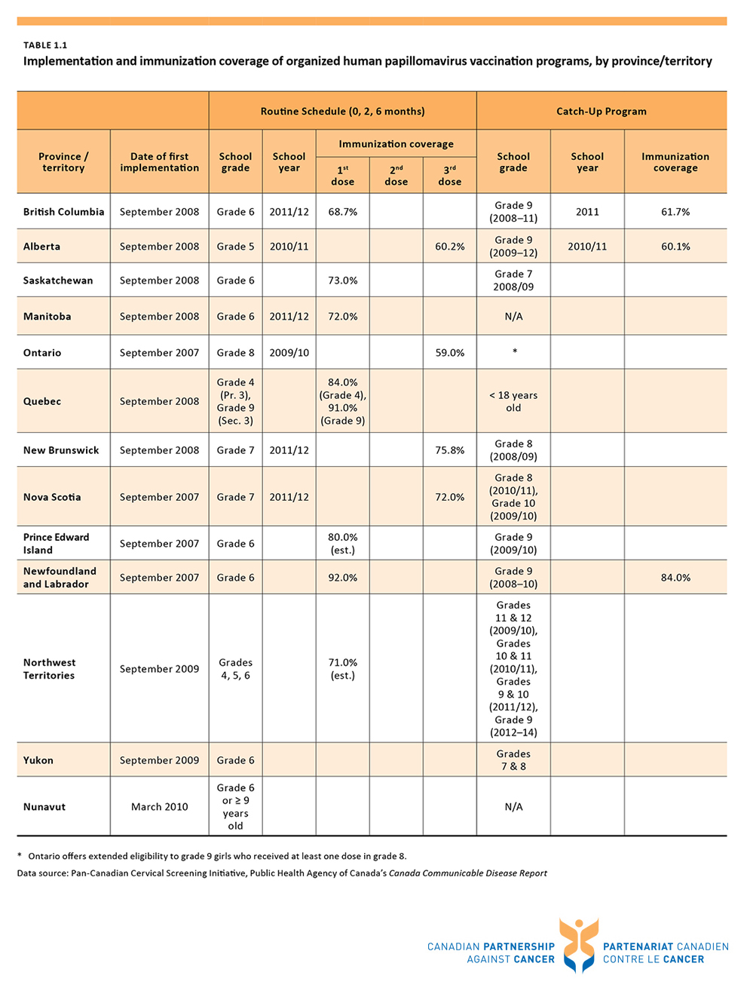 TABLE 1.1
Implementation and immunization coverage of organized human papillomavirus vaccination programs, by province/territory
Routine Schedule (0, 2, 6 months)
Catch-Up Program
Province /
territory
Date of first
implementation
School
grade
School
year
Immunization coverage
1st
dose
2nd
dose
3rd
dose
School
grade
School
year
Immunization
coverage
British Columbia
September 2008
Grade 6
2011/12
68.7%
Grade 9
(2008–11)
2011
61.7%
Alberta
September 2008
Grade 5
2010/11
60.2%
Grade 9
(2009–12)
2010/11
60.1%
Saskatchewan
September 2008
Grade 6
73.0%
Grade 7
2008/09
Manitoba
September 2008
Grade 6
2011/12
72.0%
N/A
Ontario
September 2007
Grade 8
2009/10
59.0%
*
Quebec
September 2008
Grade 4
(Pr. 3),
Grade 9
(Sec. 3)
84.0%
(Grade 4),
91.0%
(Grade 9)
< 18 years
old
New Brunswick
September 2008
Grade 7
2011/12
75.8%
Grade 8
(2008/09)
Nova Scotia
September 2007
Grade 7
2011/12
72.0%
Grade 8
(2010/11),
Grade 10
(2009/10)
Prince Edward
Island
September 2007
Grade 6
80.0%
(est.)
Grade 9
(2009/10)
Newfoundland
and Labrador
September 2007
Grade 6
92.0%
Grade 9
(2008–10)
84.0%
Northwest
Territories
September 2009
Grades
4, 5, 6
71.0%
(est.)
Grades
11 & 12
(2009/10),
Grades
10 & 11
(2010/11),
Grades
9 & 10
(2011/12),
Grade 9
(2012–14)
Yukon
September 2009
Grade 6
Grades
7 & 8
Nunavut
March 2010
Grade 6
or ≥ 9
years
old
N/A
* Ontario offers extended eligibility to grade 9 girls who received at least one dose in grade 8.
Data source: Pan-Canadian Cervical Screening Initiative, Public Health Agency of Canada’s Canada Communicable Disease Report
CANADIAN PARTNERSHIP
AGAINST CANCER
PARTENARIAT CANADIEN
CONTRE LE CANCER